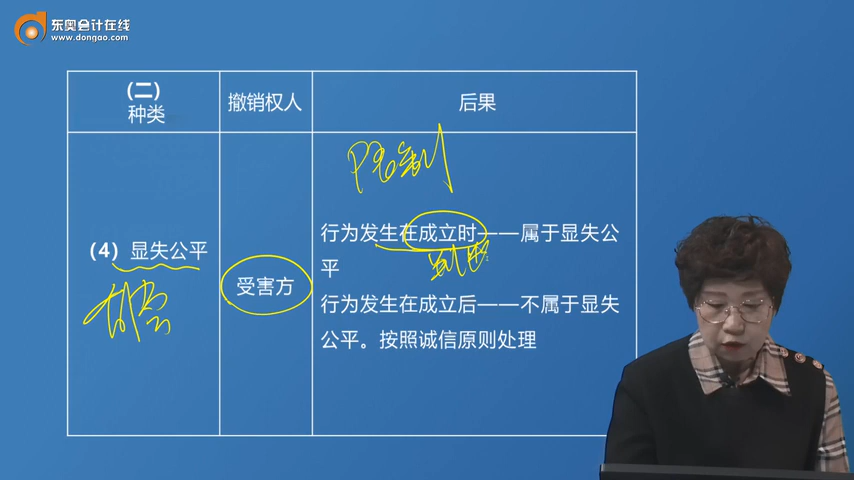 东奥会计在线
www.dongao.com
(二)
种类
撤销权人
后果
限制
(4)显失公平
受害方
行为发生在成立时——属于显失公
平
行为发生在成立后——不属于显失
公平。按照诚信原则处理